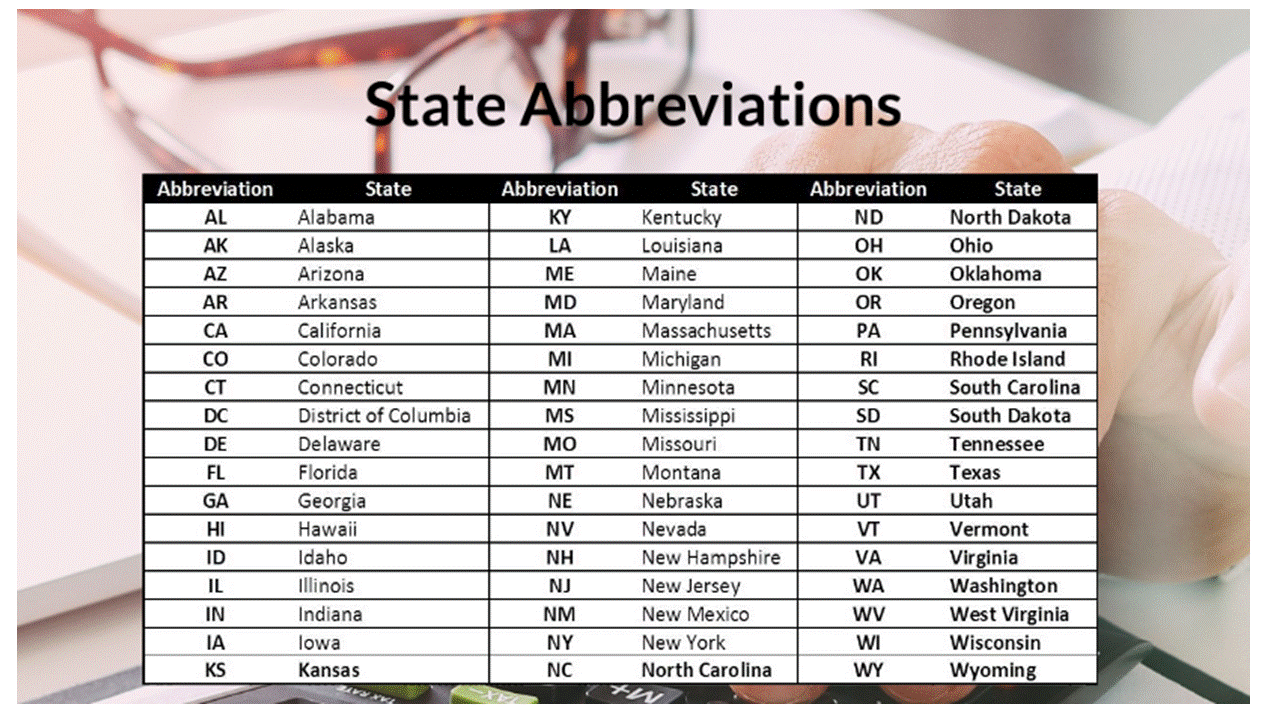 State Abbreviations
Abbreviation State Abbreviation State Abbreviation State
AL Alabama KY Kentucky ND North Dakota
AK Alaska LA Louisiana OH Ohio
AZ Arizona ME Maine OK Oklahoma
AR Arkansas MD Maryland OR Oregon
CA California MA Massachusetts PA Pennsylvania
CO Colorado MI Michigan RI Rhode Island
CT Connecticut MN Minnesota SC South Carolina
DC District of Columbia MS Mississippi SD South Dakota
DE Delaware MO Missouri TN Tennessee
FL Florida MT Montana TX Texas
GA Georgia NE Nebraska UT Utah
HI Hawaii NV Nevada VT Vermont
ID Idaho NH New Hampshire VA Virginia
IL Illinois NJ New Jersey WA Washington
IN Indiana NM New Mexico WV West Virginia
IA Iowa NY New York WI Wisconsin
KS Kansas NC North Carolina WY Wyoming
TAX RATE TAX- M+